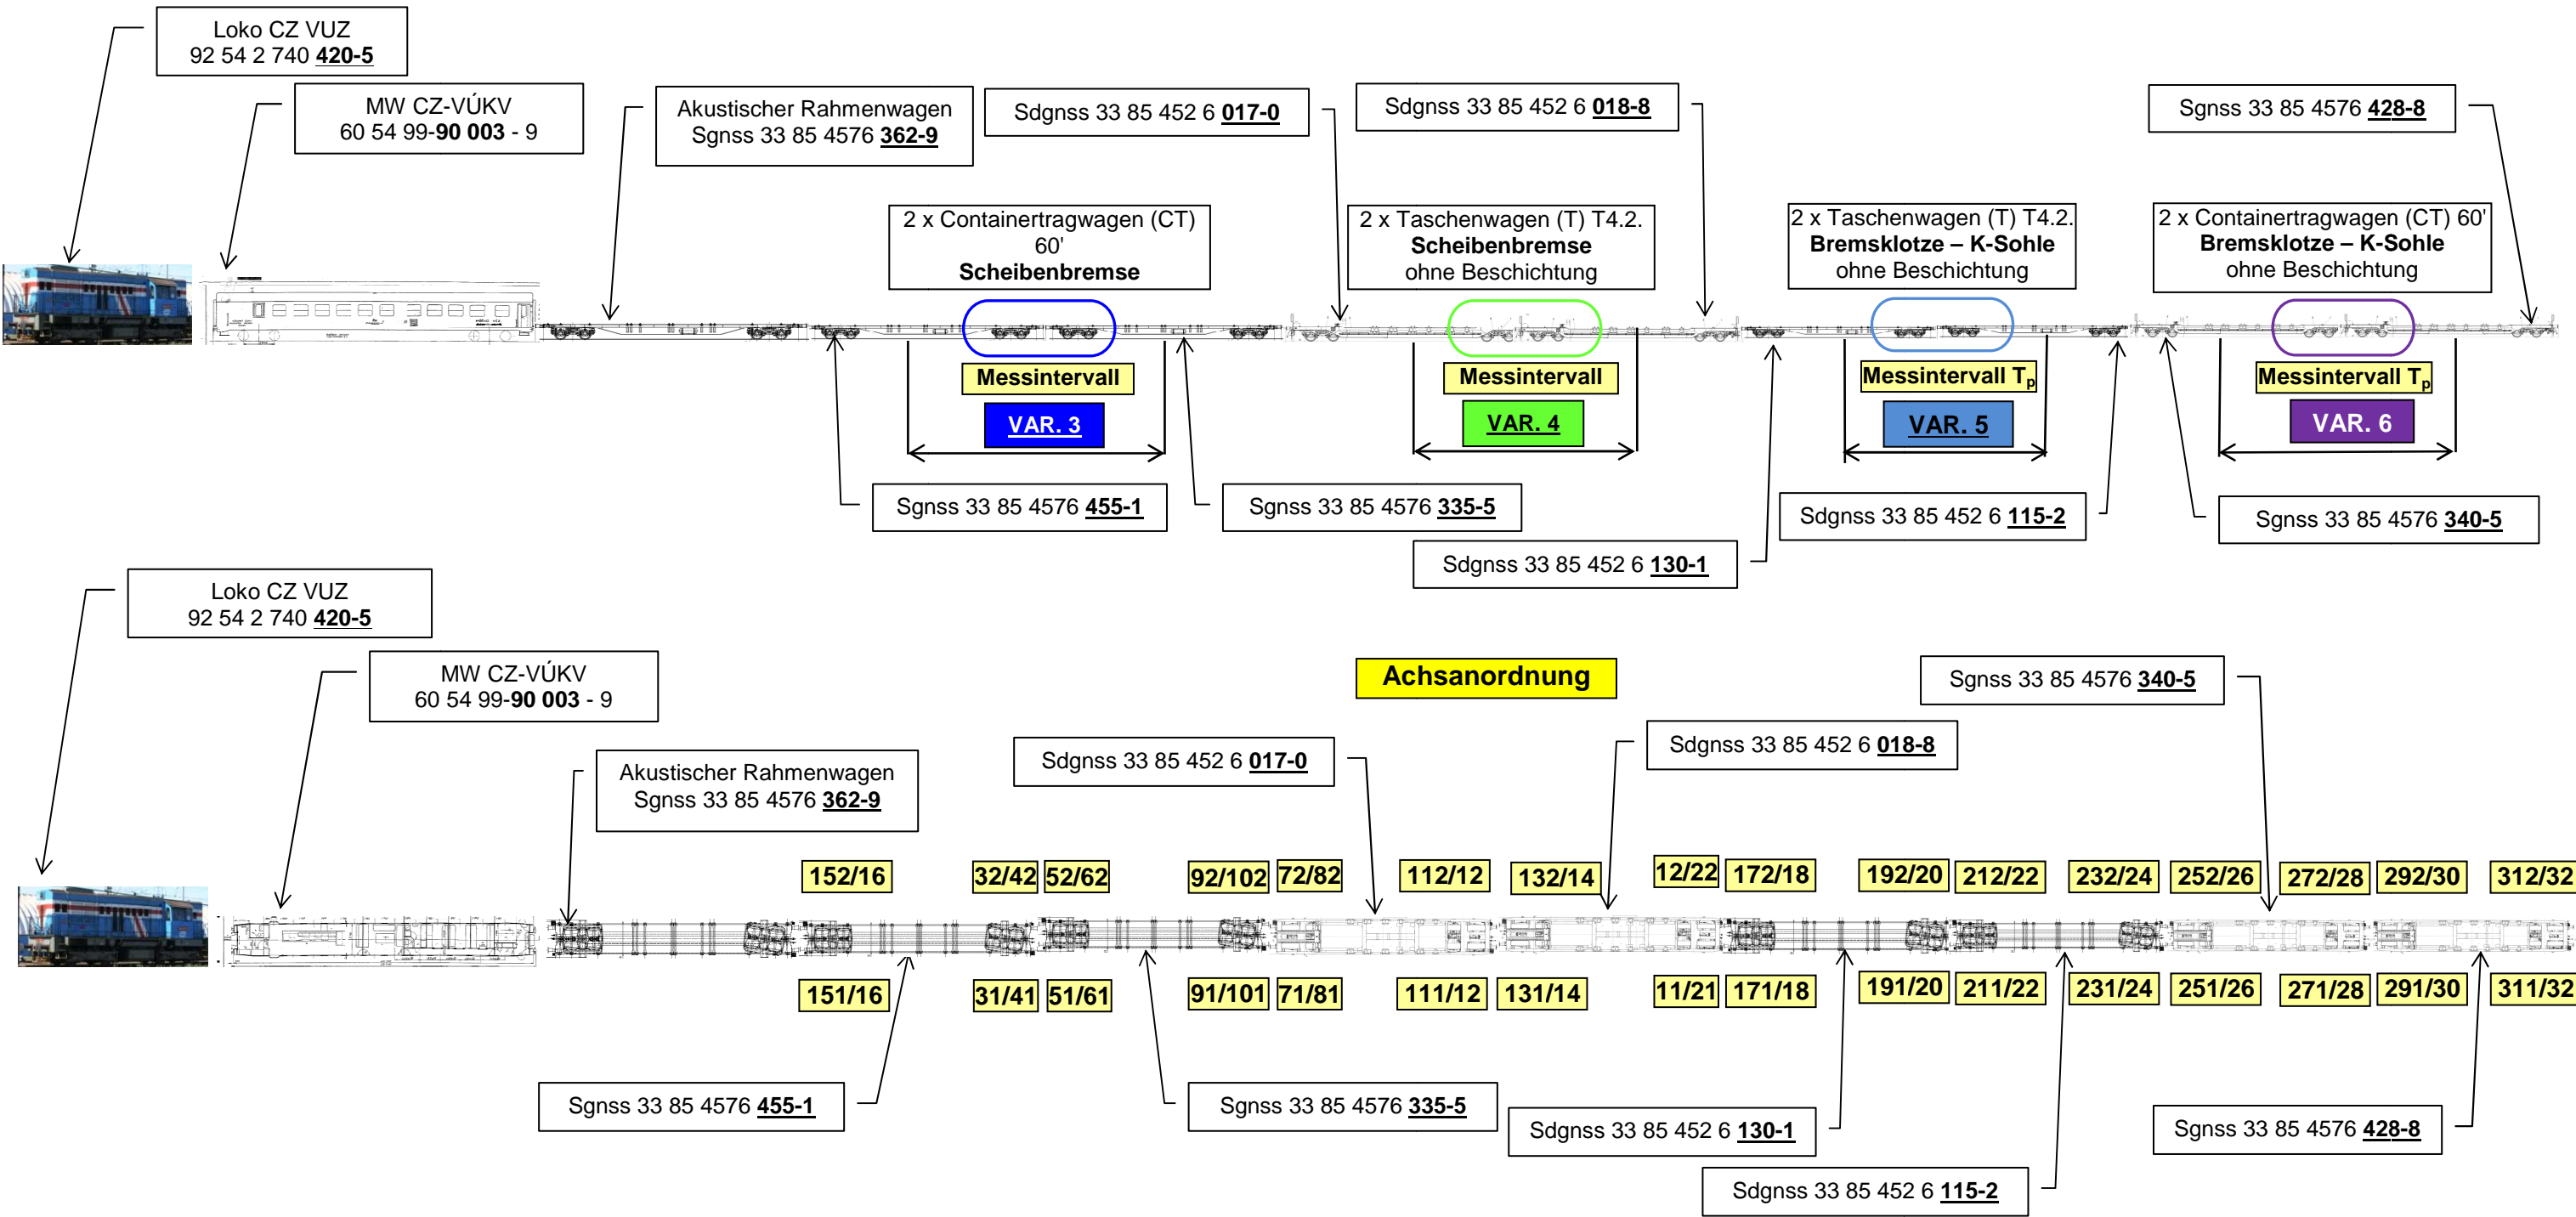 Loko CZ VUZ
92 54 2 740 420-5
MW CZ-VÚKV
60 54 99-90 003 - 9
Akustischer Rahmenwagen
Sgnss 33 85 4576 362-9
Sdgnss 33 85 452 6 017-0
Sdgnss 33 85 452 6 018-8
Sgnss 33 85 4576 428-8
2 x Containertragwagen (CT)
60'
Scheibenbremse
2 x Taschenwagen (T) T4.2.
Scheibenbremse
ohne Beschichtung
2 x Taschenwagen (T) T4.2.
Bremsklotze – K-Sohle
ohne Beschichtung
2 x Containertragwagen (CT) 60'
Bremsklotze – K-Sohle
ohne Beschichtung
Messintervall
VAR. 3
Messintervall
VAR. 4
Messintervall Tp
VAR. 5
Messintervall Tp
VAR. 6
Sgnss 33 85 4576 455-1
Sgnss 33 85 4576 335-5
Sdgnss 33 85 452 6 130-1
Sdgnss 33 85 452 6 115-2
Sgnss 33 85 4576 340-5
Loko CZ VUZ
92 54 2 740 420-5
MW CZ-VÚKV
60 54 99-90 003 - 9
Achsanordnung
Akustischer Rahmenwagen
Sgnss 33 85 4576 362-9
Sdgnss 33 85 452 6 017-0
Sdgnss 33 85 452 6 018-8
Sgnss 33 85 4576 340-5
152/16 32/42 52/62 92/102 72/82 112/12 132/14 12/22 172/18 192/20 212/22 232/24 252/26 272/28 292/30 312/32
151/16 31/41 51/61 91/101 71/81 111/12 131/14 11/21 171/18 191/20 211/22 231/24 251/26 271/28 291/30 311/32
Sgnss 33 85 4576 455-1
Sgnss 33 85 4576 335-5
Sdgnss 33 85 452 6 130-1
Sdgnss 33 85 452 6 115-2
Sgnss 33 85 4576 428-8